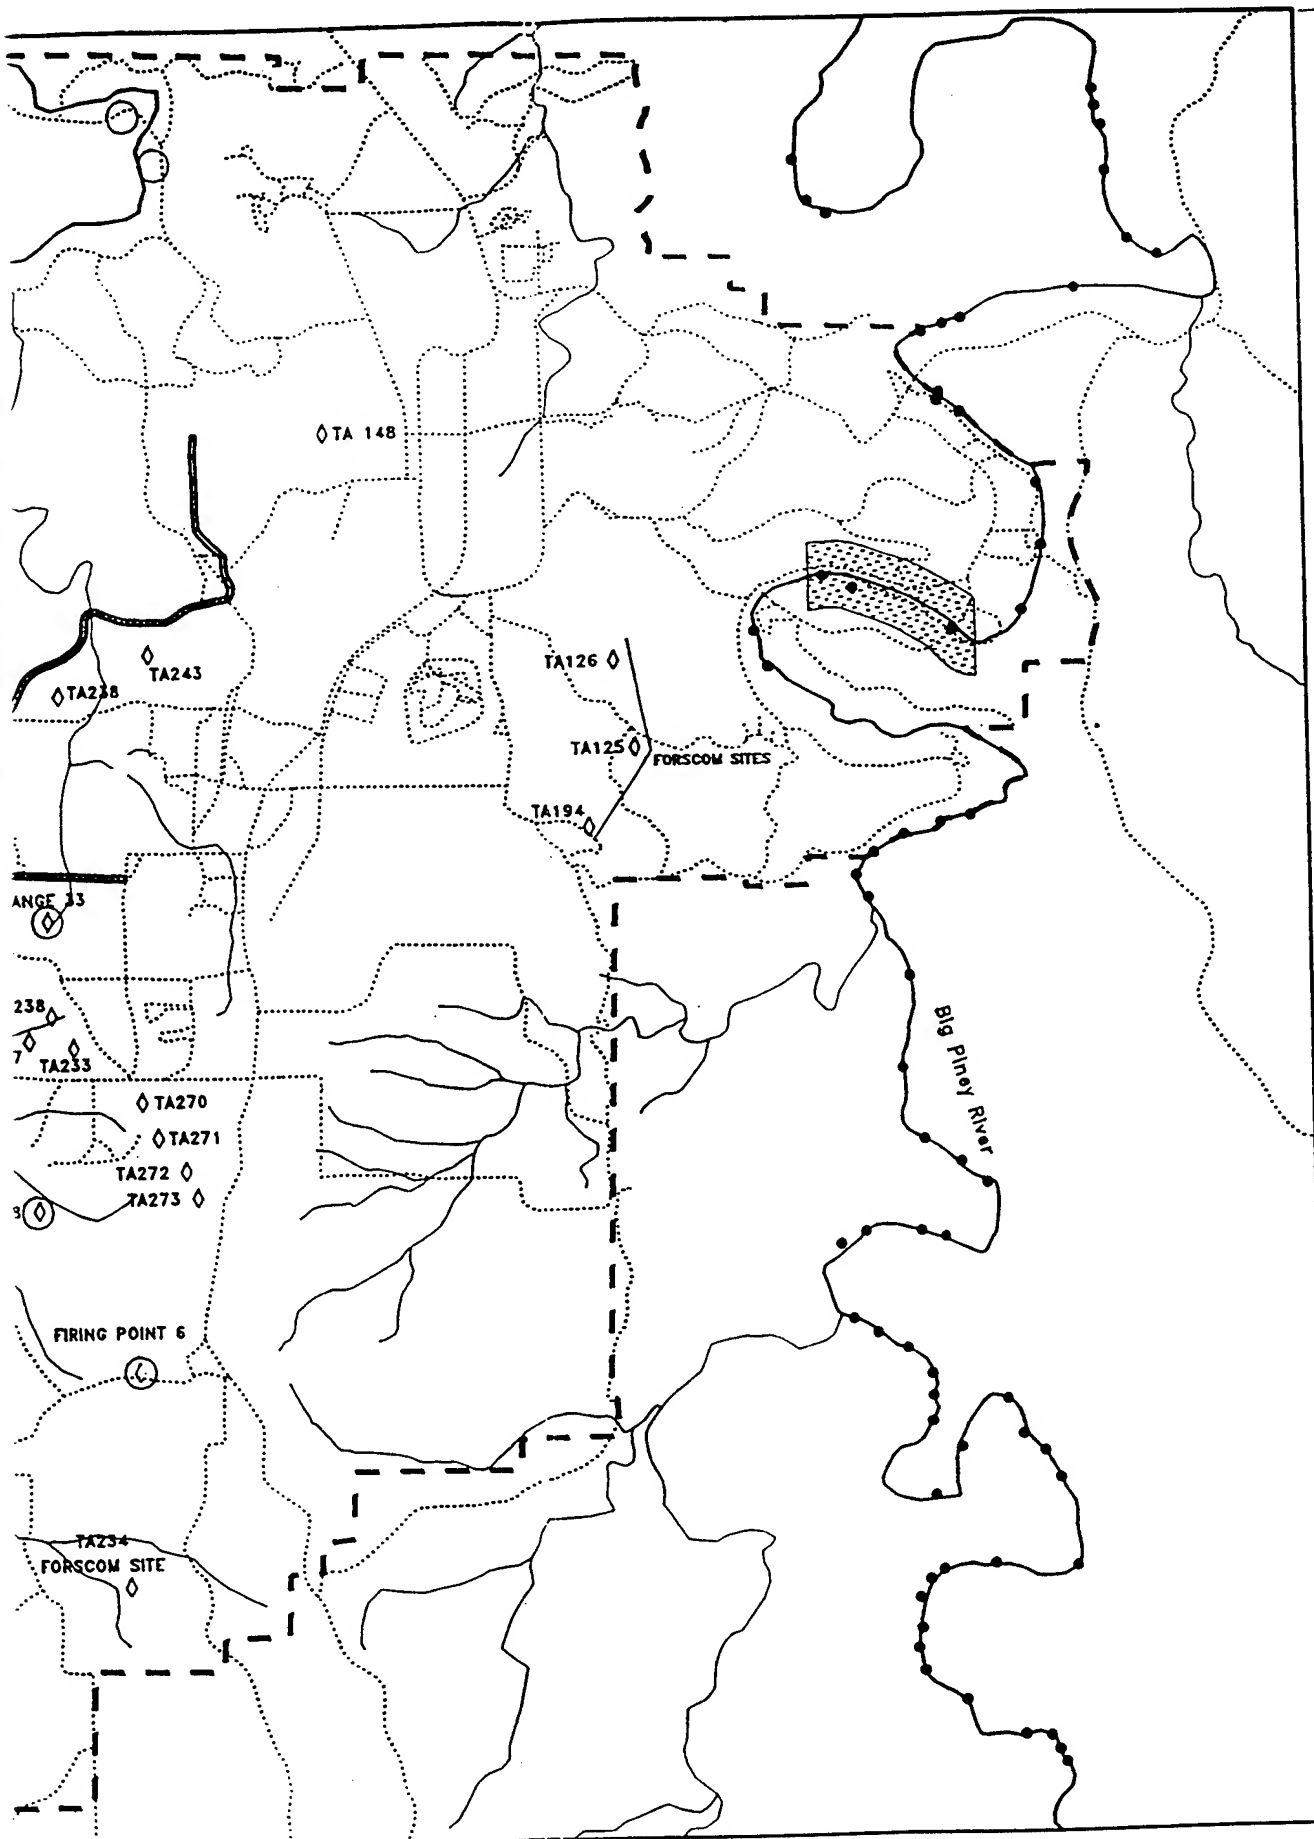 TA 148
TA243
TA238
TA126
TA125
FORSCOM SITES
TA194
ANGE 33
238
7
TA233
Big Piney River
TA270
TA271
TA272
TA273
3
FIRING POINT 6
TA234
FORSCOM SITE